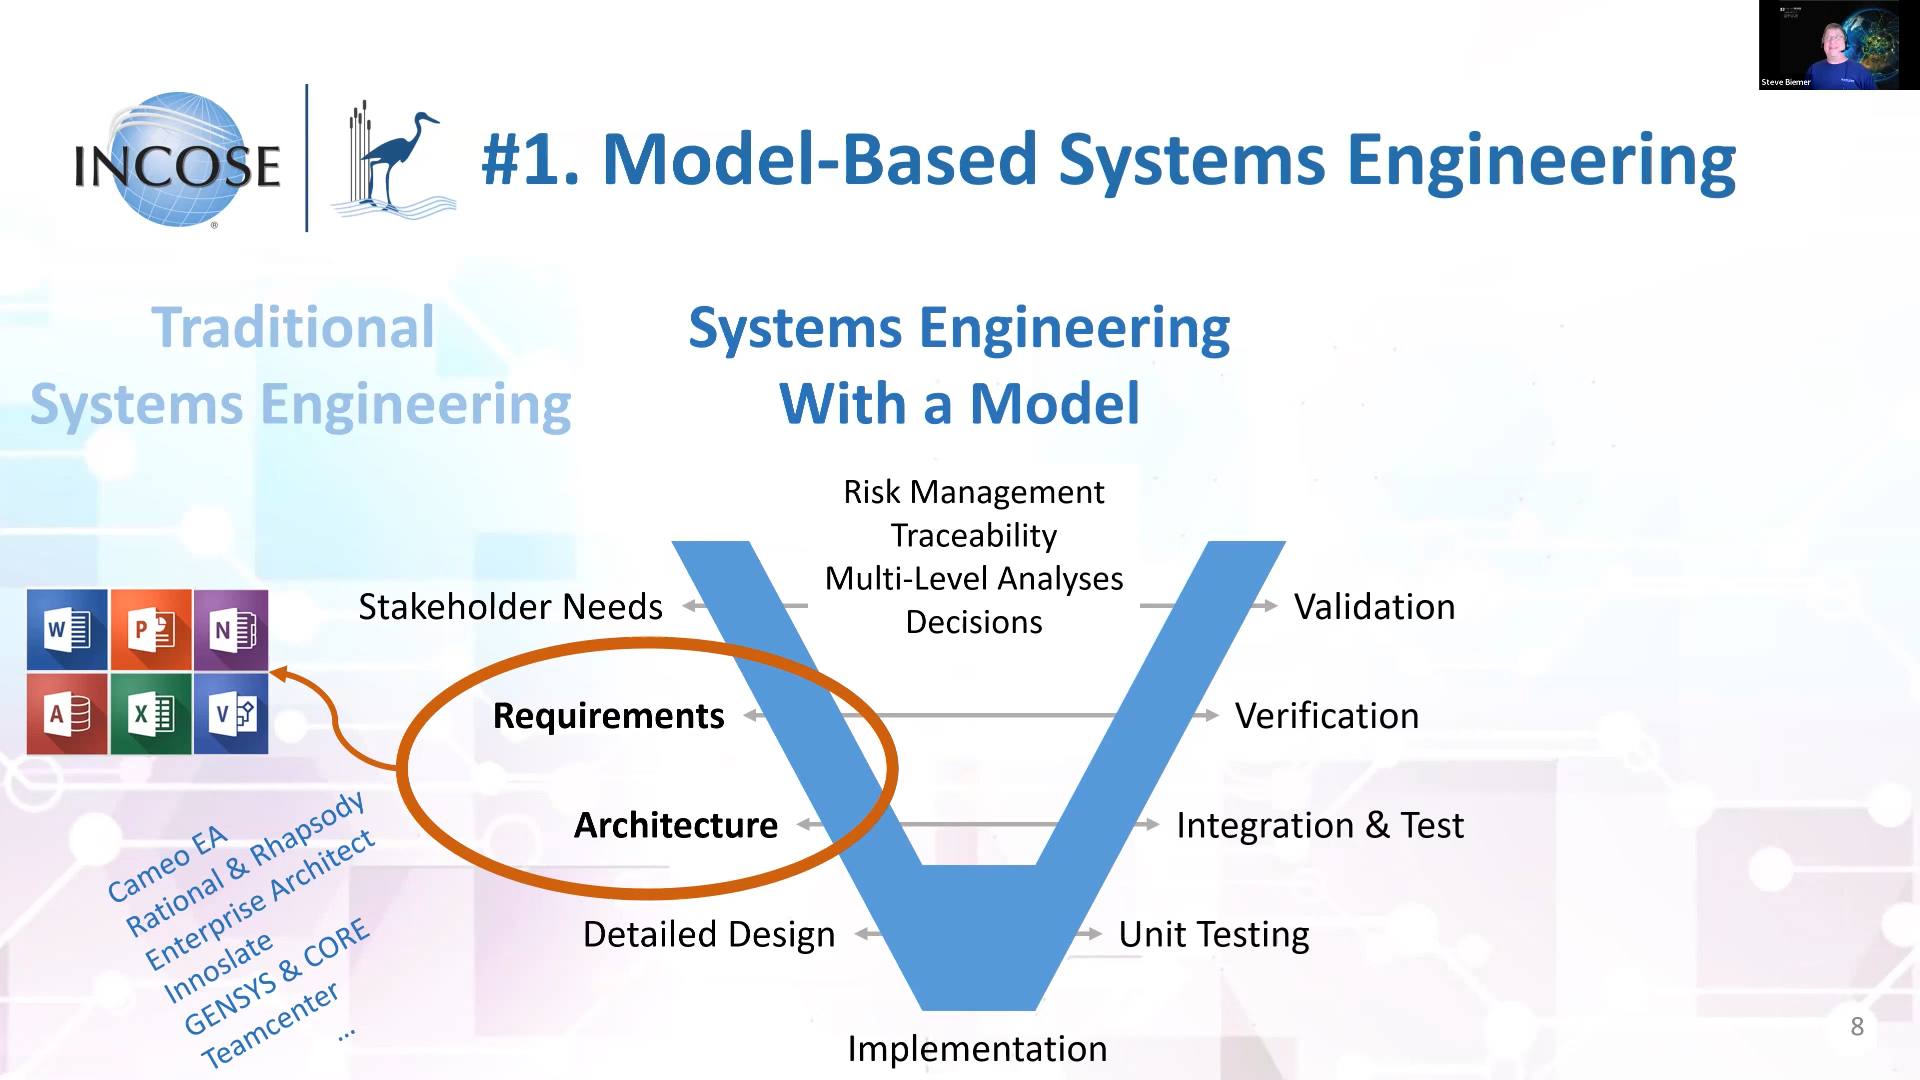 Steve Biemer
INCOSE
®
#1. Model-Based Systems Engineering
Traditional
Systems Engineering
Systems Engineering
With a Model
Risk Management
Traceability
Multi-Level Analyses
Decisions
Stakeholder Needs
Validation
W
P
N
A
X
V
Requirements
Verification
Architecture
Integration & Test
Cameo EA
Rational & Rhapsody
Enterprise Architect
Innoslate
GENSYS & CORE
Teamcenter
...
Detailed Design
Unit Testing
Implementation
8